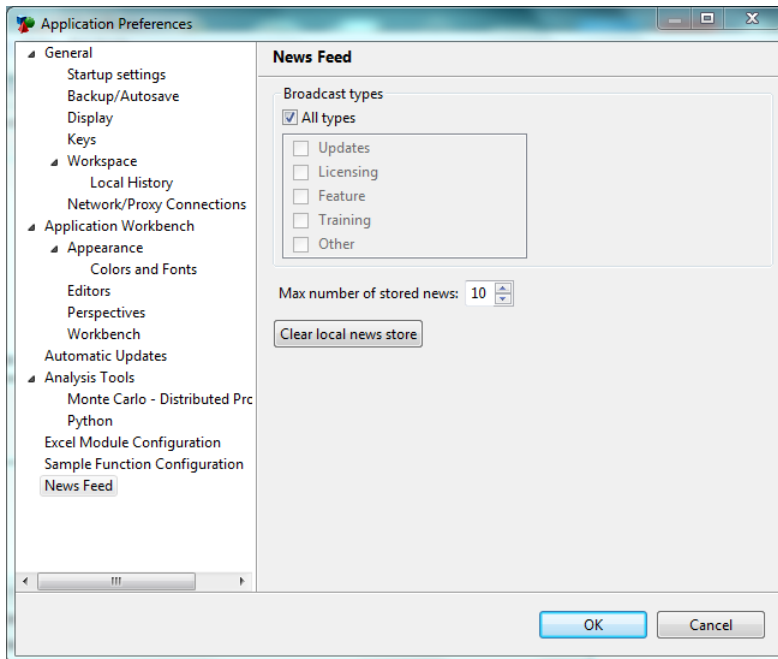 Application Preferences
General
Startup settings
Backup/Autosave
Display
Keys
Workspace
Local History
Network/Proxy Connections
Application Workbench
Appearance
Colors and Fonts
Editors
Perspectives
Workbench
Automatic Updates
Analysis Tools
Monte Carlo - Distributed Prc
Python
Excel Module Configuration
Sample Function Configuration
News Feed
News Feed
Broadcast types
All types
Updates
Licensing
Feature
Training
Other
Max number of stored news: 10
Clear local news store
OK Cancel